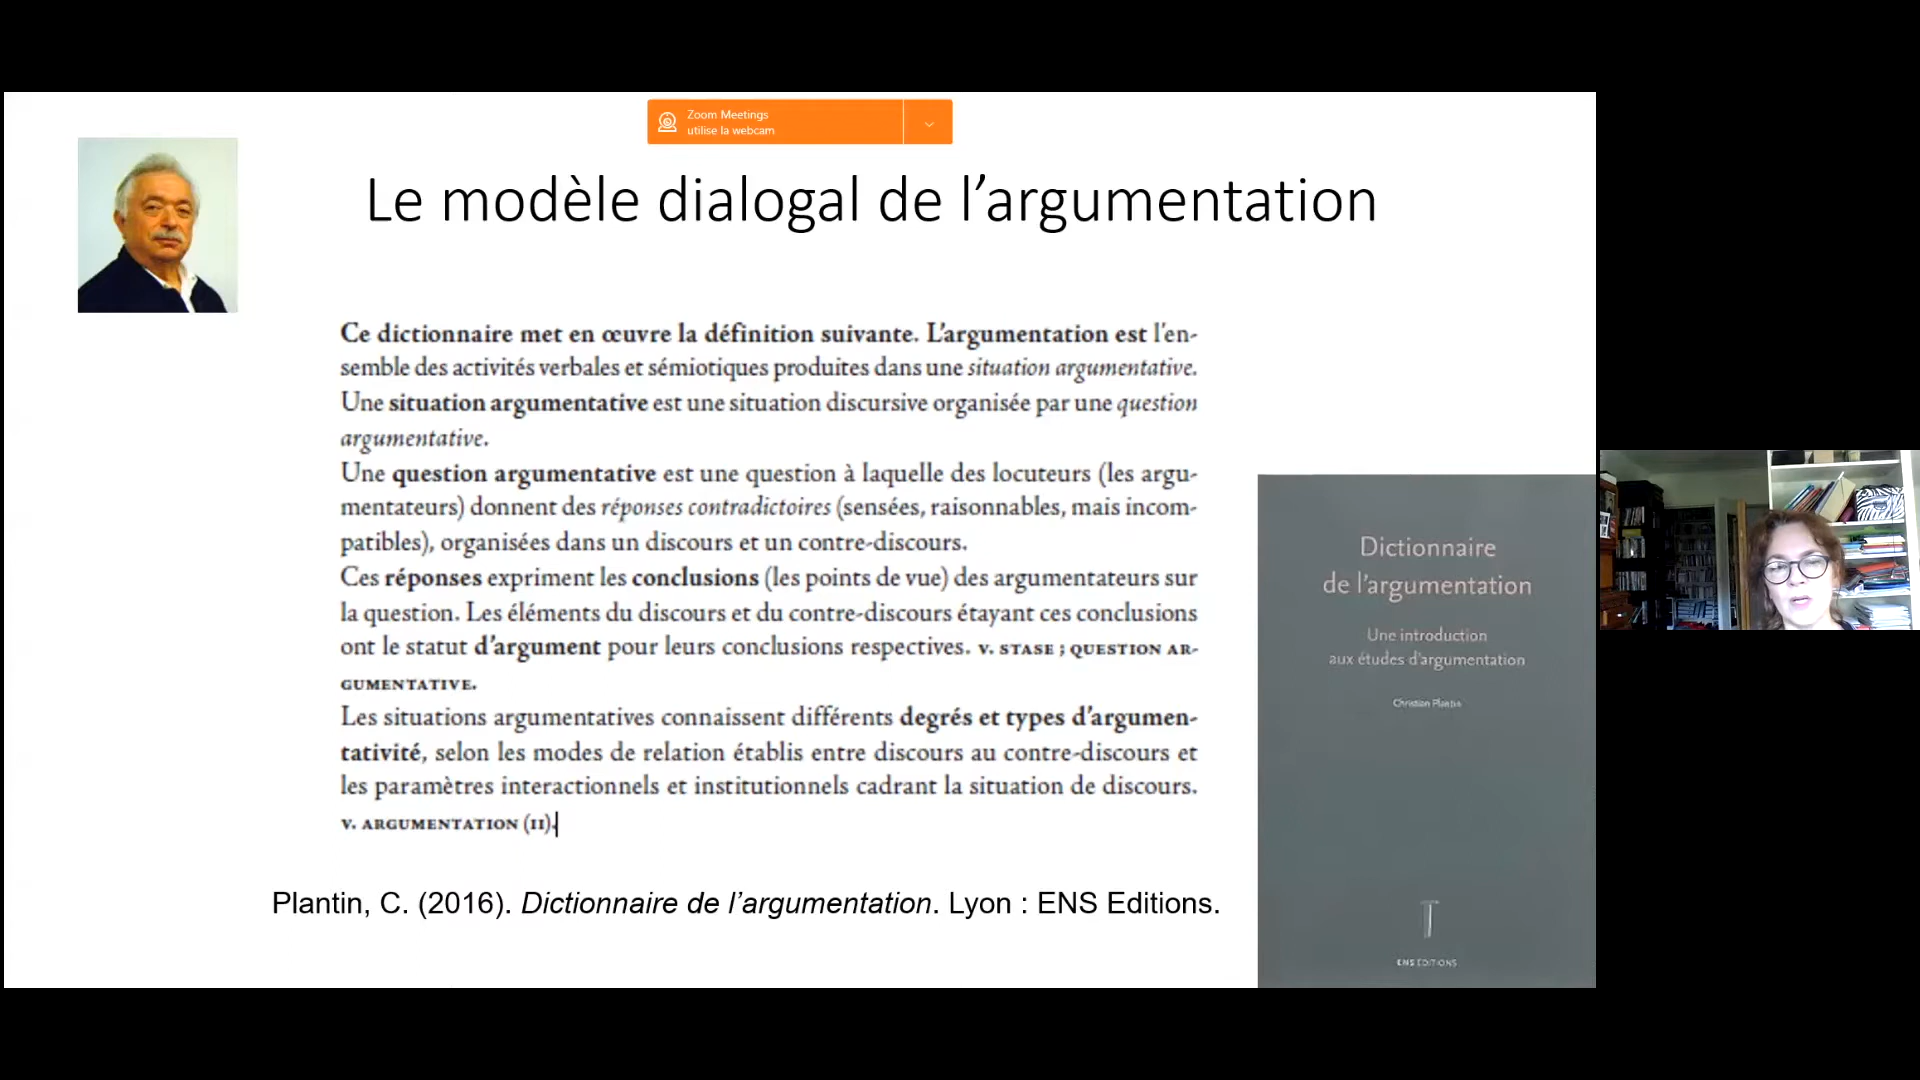 Zoom Meetings
utilise la webcam
Le modèle dialogal de l’argumentation
Ce dictionnaire met en œuvre la définition suivante. L’argumentation est l’en-
semble des activités verbales et sémiotiques produites dans une situation argumentative.
Une situation argumentative est une situation discursive organisée par une question
argumentative.
Une question argumentative est une question à laquelle des locuteurs (les argu-
mentateurs) donnent des réponses contradictoires (sensées, raisonnables, mais incom-
patibles), organisées dans un discours et un contre-discours.
Ces réponses expriment les conclusions (les points de vue) des argumentateurs sur
la question. Les éléments du discours et du contre-discours étayant ces conclusions
ont le statut d’argument pour leurs conclusions respectives. V. STASE ; QUESTION AR-
GUMENTATIVE.
Les situations argumentatives connaissent différents degrés et types d’argumen-
tativité, selon les modes de relation établis entre discours au contre-discours et
les paramètres interactionnels et institutionnels cadrant la situation de discours.
V. ARGUMENTATION (II).
Plantin, C. (2016). Dictionnaire de l’argumentation. Lyon : ENS Editions.
Dictionnaire
de l’argumentation
Une introduction
aux études d’argumentation
Christian Plantin
ENS EDITIONS